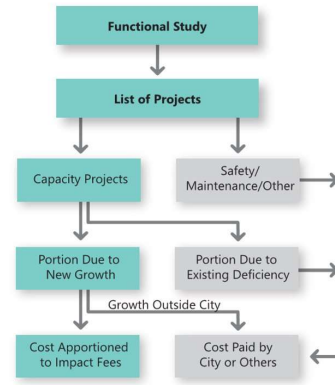 Functional Study
List of Projects
Capacity Projects
Safety/
Maintenance/Other
Portion Due to
New Growth
Portion Due to
Existing Deficiency
Growth Outside City
Cost Apportioned
to Impact Fees
Cost Paid by
City or Others